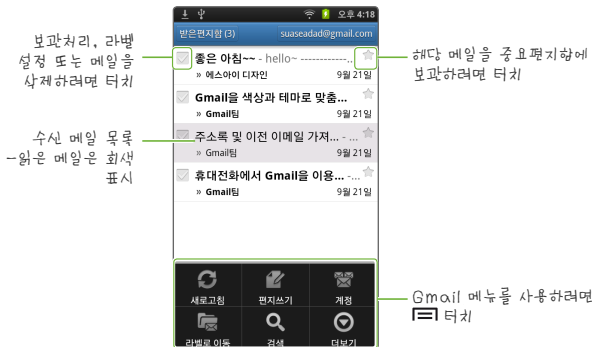 오후 4:18
받은편지함 (3) suaseadad@gmail.com
보관처리, 라벨
설정 또는 메일을
삭제하려면 터치
좋은 아침~~ - hello~ ------------..
» 에스아이 디자인 9월 21일
해당 메일을 중요편지함에
보관하려면 터치
Gmail을 색상과 테마로 맞춤...
» Gmail팀 9월 21일
수신 메일 목록
-읽은 메일은 회색
표시
주소록 및 이전 이메일 가져... - ...
» Gmail팀 9월 21일
휴대전화에서 Gmail을 이용... -...
» Gmail팀 9월 21일
새로고침 편지쓰기 계정
라벨로 이동 검색 더보기
Gmail 메뉴를 사용하려면
터치